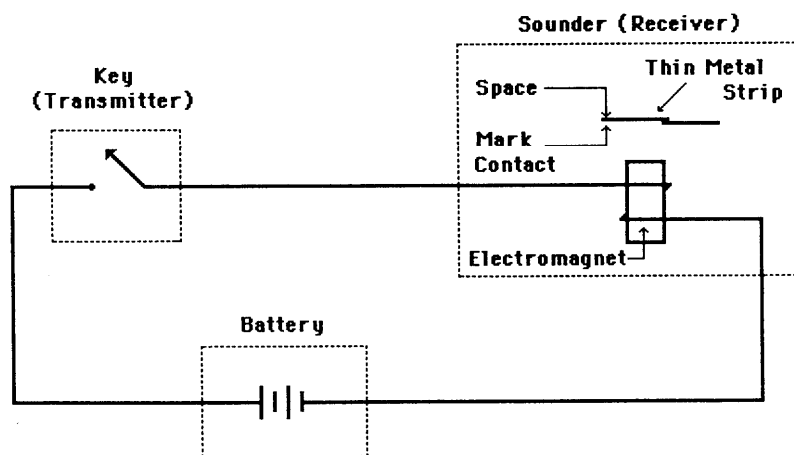 Sounder (Receiver)
Key
(Transmitter)
Thin Metal
Strip
Space
Mark
Contact
Electromagnet
Battery